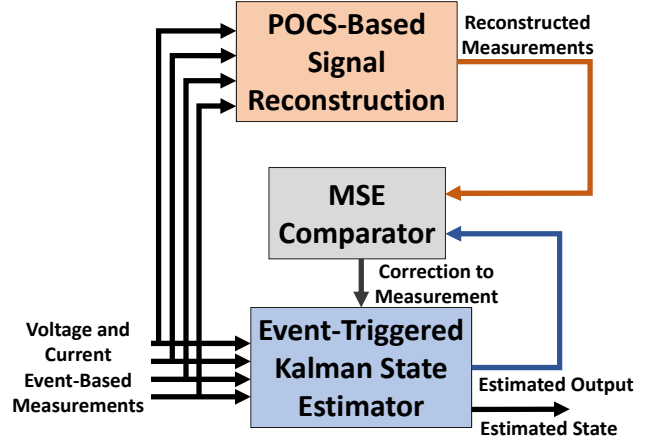 POCS-Based
Signal
Reconstruction
Reconstructed
Measurements
MSE
Comparator
Correction to
Measurement
Voltage and
Current
Event-Based
Measurements
Event-Triggered
Kalman State
Estimator
Estimated Output
Estimated State